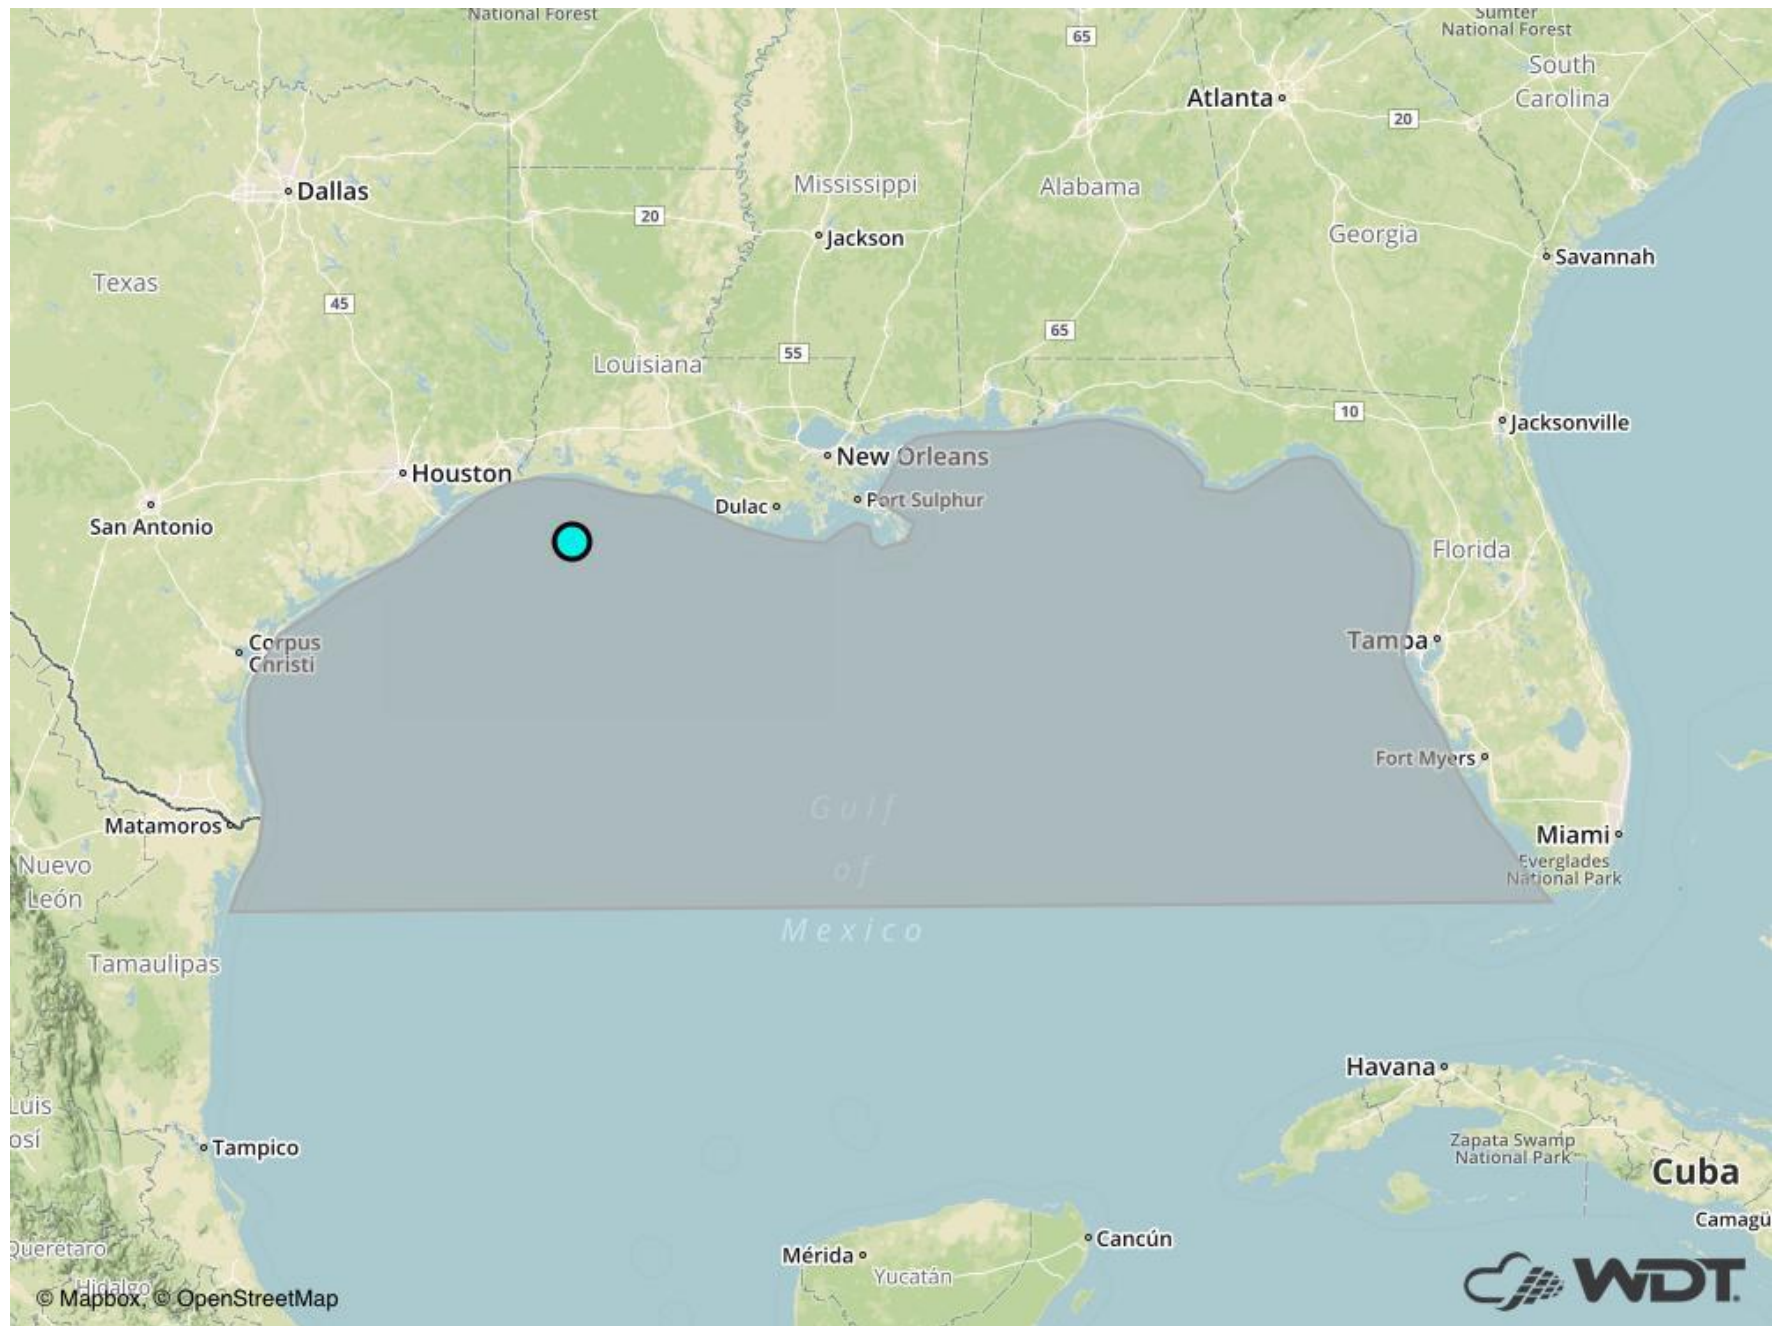 National Forest
Sumter
National Forest
65
South
Carolina
Atlanta
20
Dallas
Mississippi
Alabama
20
Jackson
Georgia
Savannah
Texas
45
65
55
Louisiana
10
Jacksonville
New Orleans
Houston
Port Sulphur
Dulac
San Antonio
Florida
Corpus
Christi
Tampa
Fort Myers
Gulf
of
Mexico
Matamoros
Miami
Everglades
National Park
Nuevo
León
Tamaulipas
Havana
Luis
osí
Tampico
Zapata Swamp
National Park
Cuba
Camagü
Cancún
Mérida
Yucatán
Querétaro
Hidalgo
© Mapbox, © OpenStreetMap
WDT